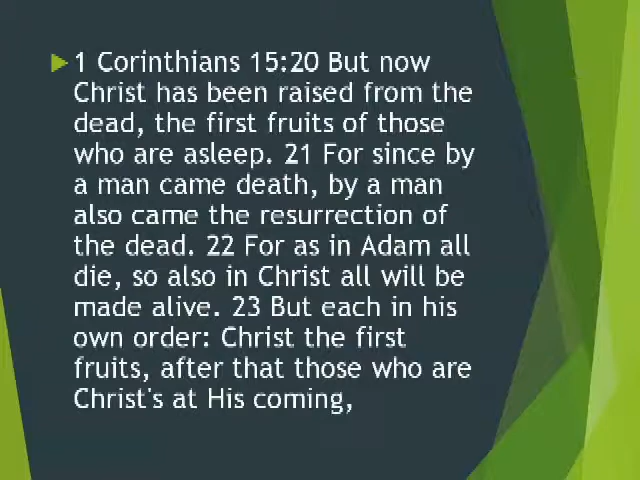 1 Corinthians 15:20 But now
Christ has been raised from the
dead, the first fruits of those
who are asleep. 21 For since by
a man came death, by a man
also came the resurrection of
the dead. 22 For as in Adam all
die, so also in Christ all will be
made alive. 23 But each in his
own order: Christ the first
fruits, after that those who are
Christ's at His coming,